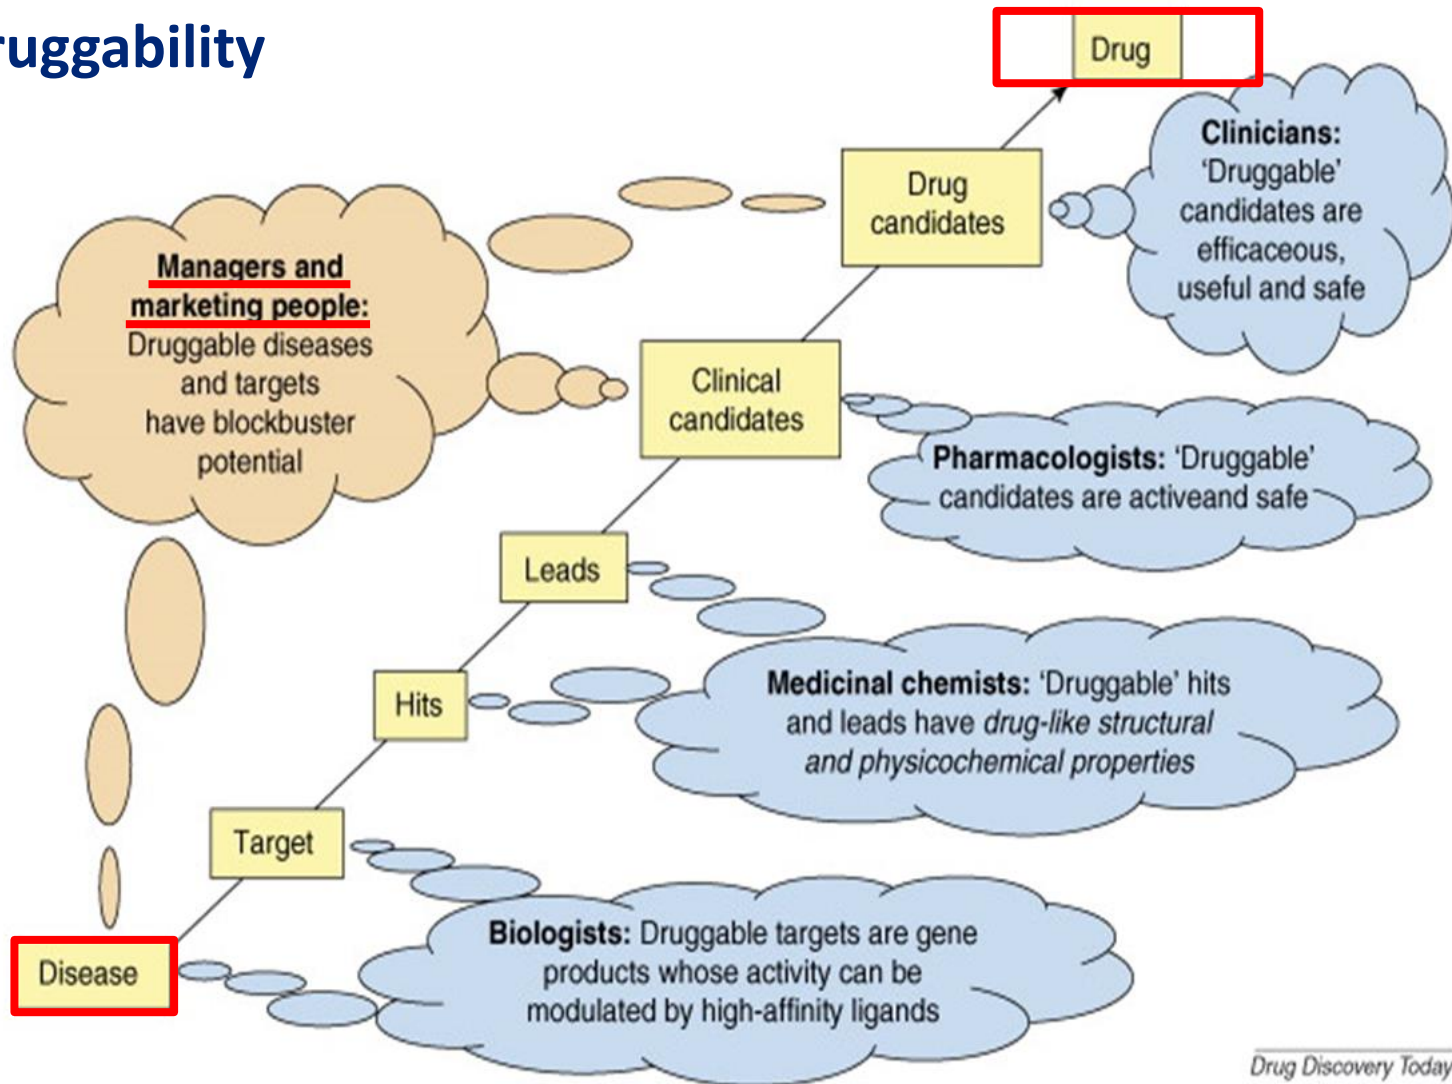 ruggability
Drug
Clinicians:
‘Druggable’
candidates are
efficaceous,
useful and safe
Drug
candidates
Managers and
marketing people:
Druggable diseases
and targets
have blockbuster
potential
Clinical
candidates
Pharmacologists: ‘Druggable’
candidates are activeand safe
Leads
Medicinal chemists: ‘Druggable’ hits
and leads have drug-like structural
and physicochemical properties
Hits
Target
Biologists: Druggable targets are gene
products whose activity can be
modulated by high-affinity ligands
Disease
Drug Discovery Today